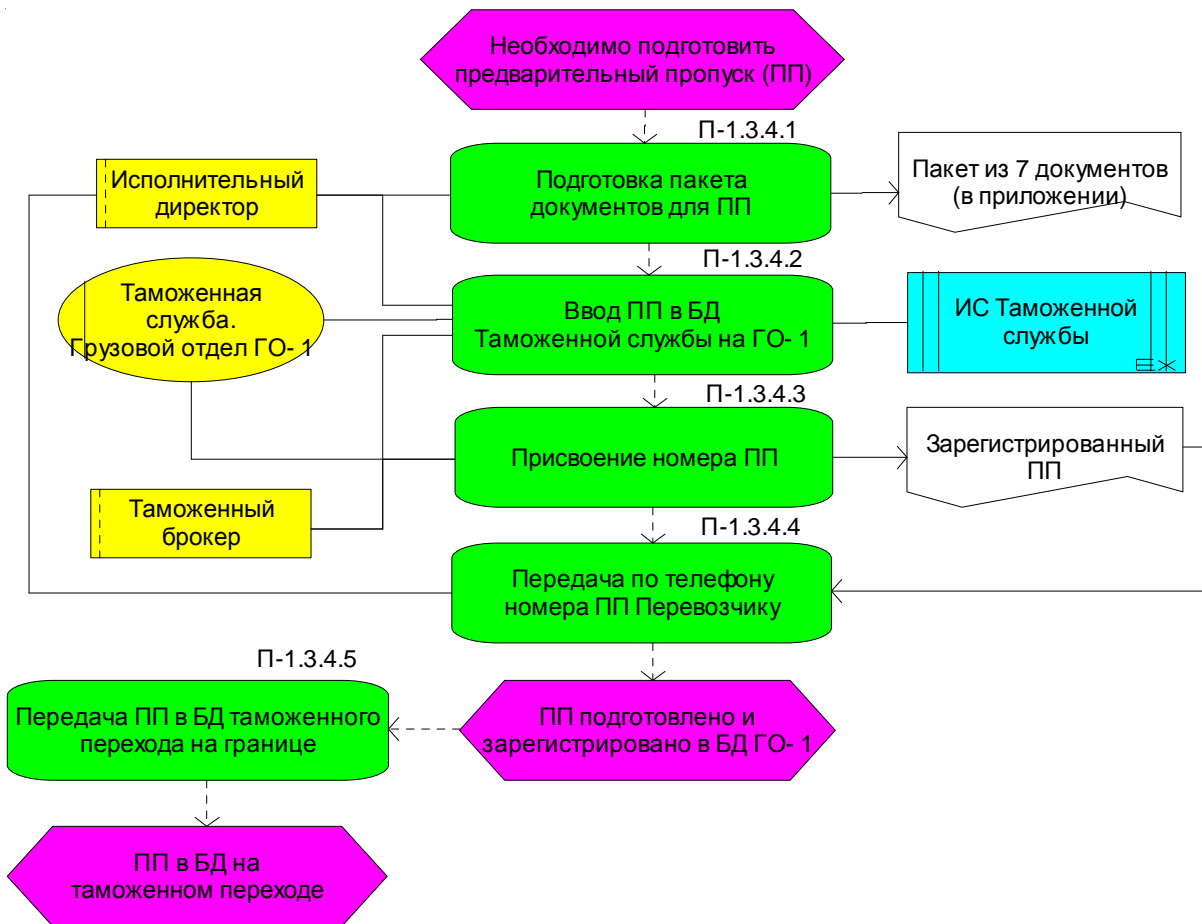 Необходимо подготовить
предварительный пропуск (ПП)
П-1.3.4.1
Исполнительный
директор
Подготовка пакета
документов для ПП
Пакет из 7 документов
(в приложении)
П-1.3.4.2
Таможенная
служба.
Грузовой отдел ГО- 1
Ввод ПП в БД
Таможенной службы на ГО- 1
ИС Таможенной
службы
П-1.3.4.3
Присвоение номера ПП
Зарегистрированный
ПП
Таможенный
брокер
П-1.3.4.4
Передача по телефону
номера ПП Перевозчику
П-1.3.4.5
Передача ПП в БД таможенного
перехода на границе
ПП подготовлено и
зарегистрировано в БД ГО- 1
ПП в БД на
таможенном переходе